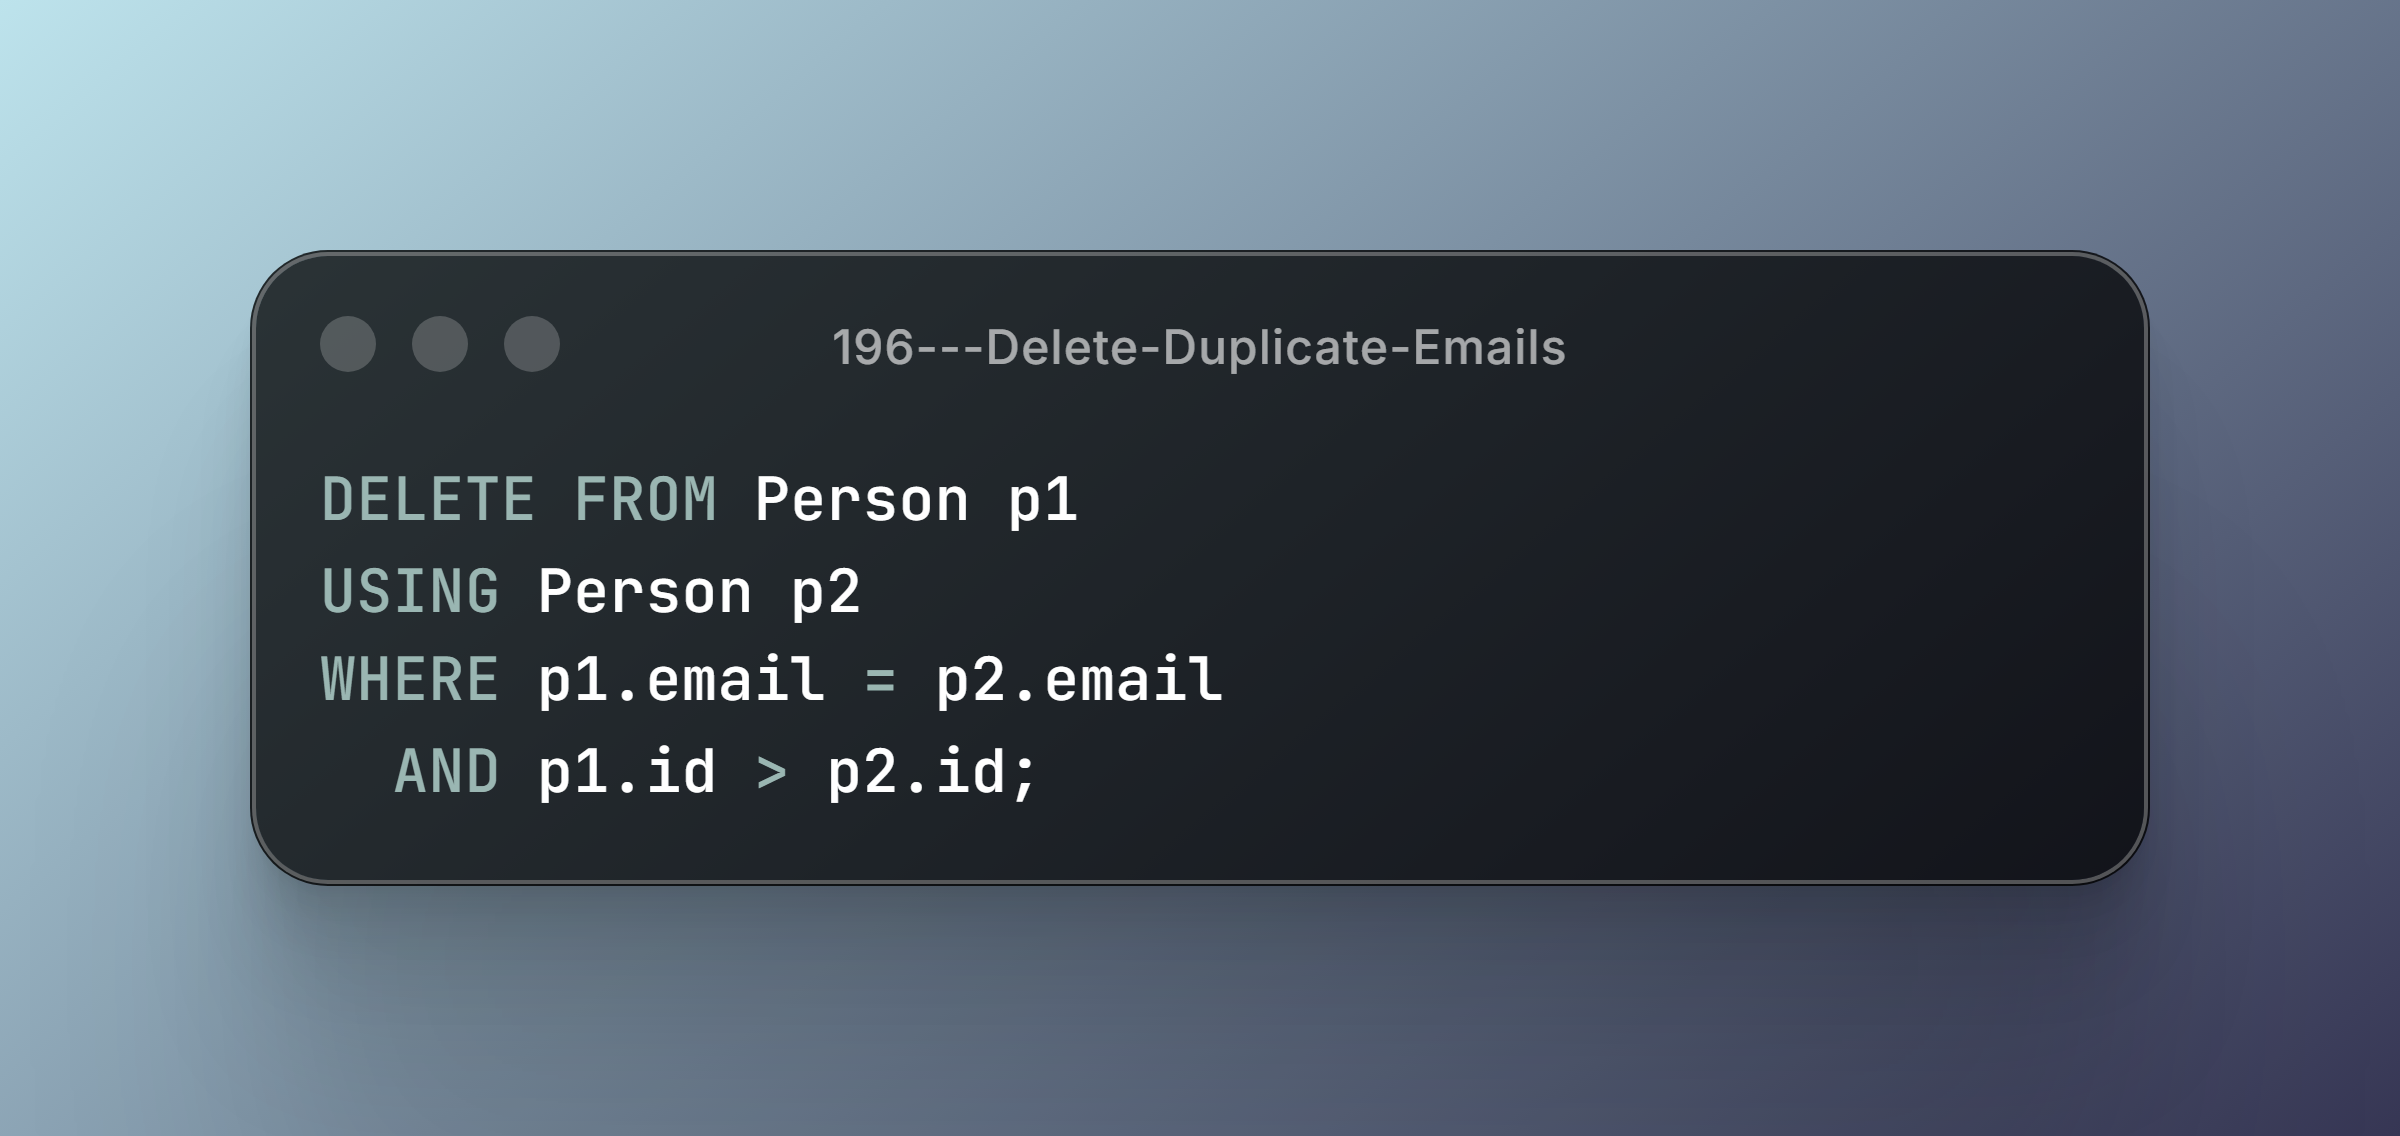 196---Delete-Duplicate-Emails
DELETE FROM Person p1
USING Person p2
WHERE p1.email = p2.email
  AND p1.id > p2.id;